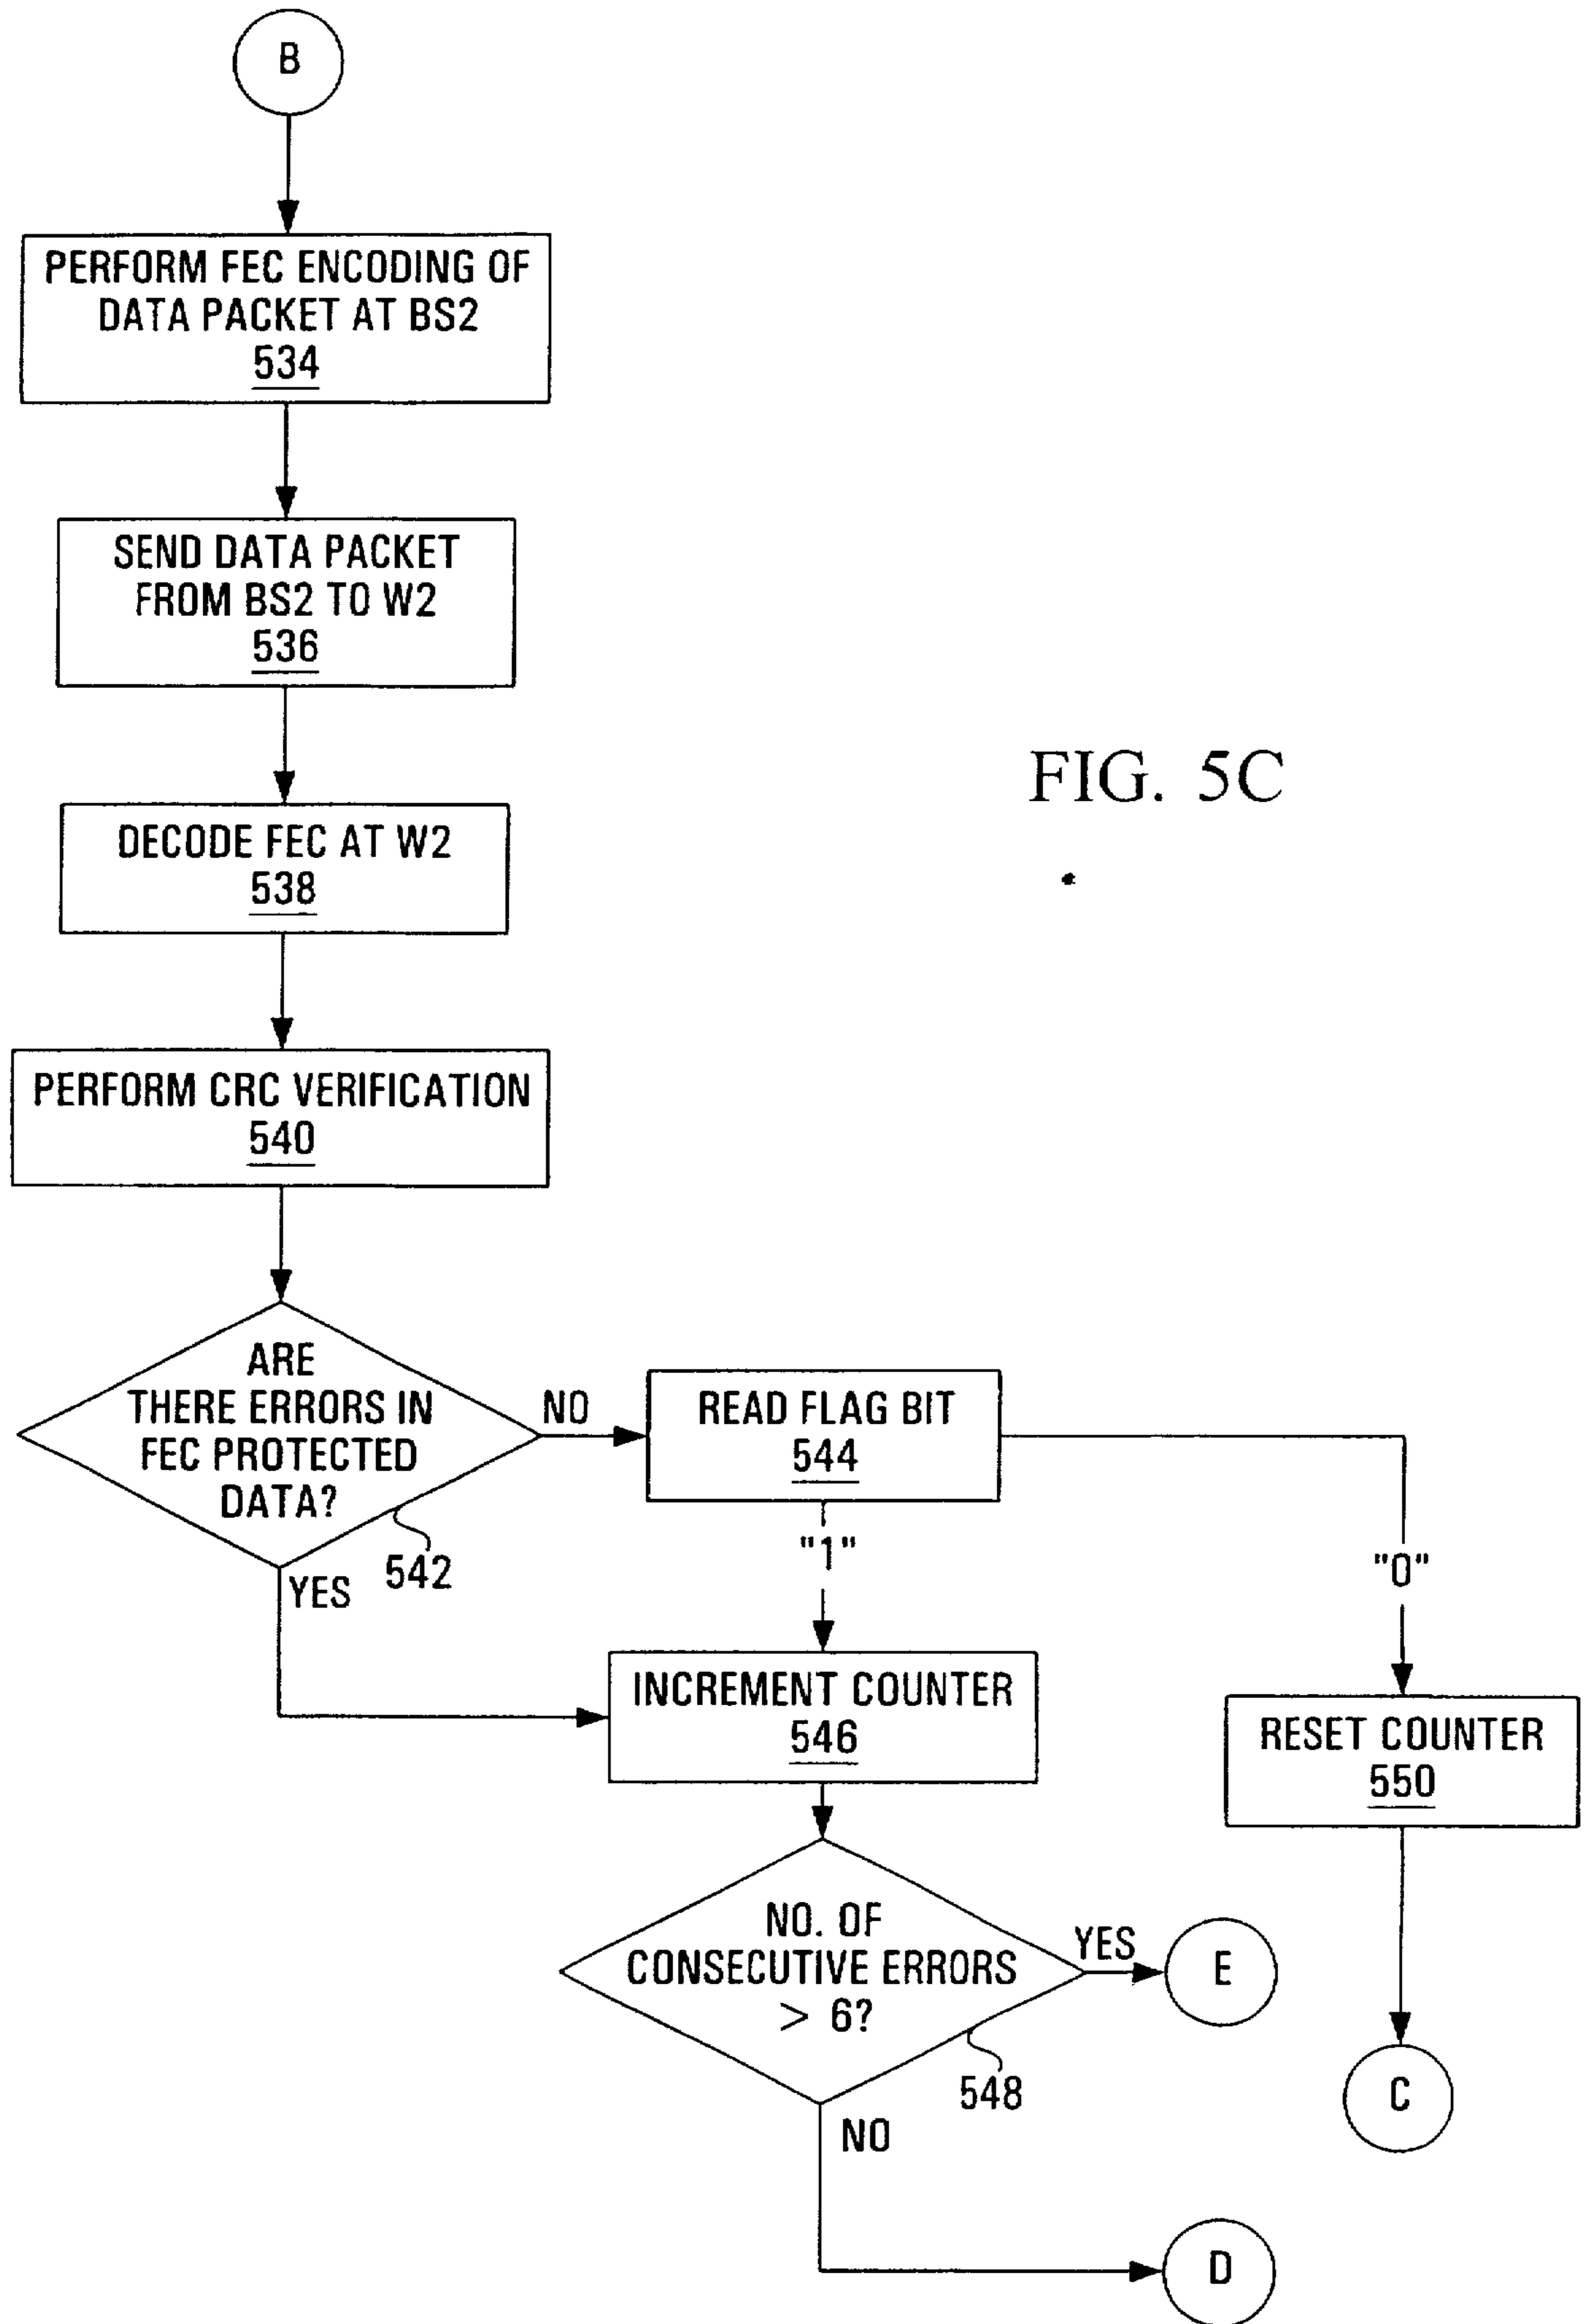 B
PERFORM FEC ENCODING OF
DATA PACKET AT BS2
534
SEND DATA PACKET
FROM BS2 TO W2
536
FIG. 5C
DECODE FEC AT W2
538
PERFORM CRC VERIFICATION
540
ARE
THERE ERRORS IN
FEC PROTECTED
DATA?
542
NO
YES
READ FLAG BIT
544
"1"
"0"
INCREMENT COUNTER
546
RESET COUNTER
550
NO. OF
CONSECUTIVE ERRORS
> 6?
548
YES
E
C
NO
D